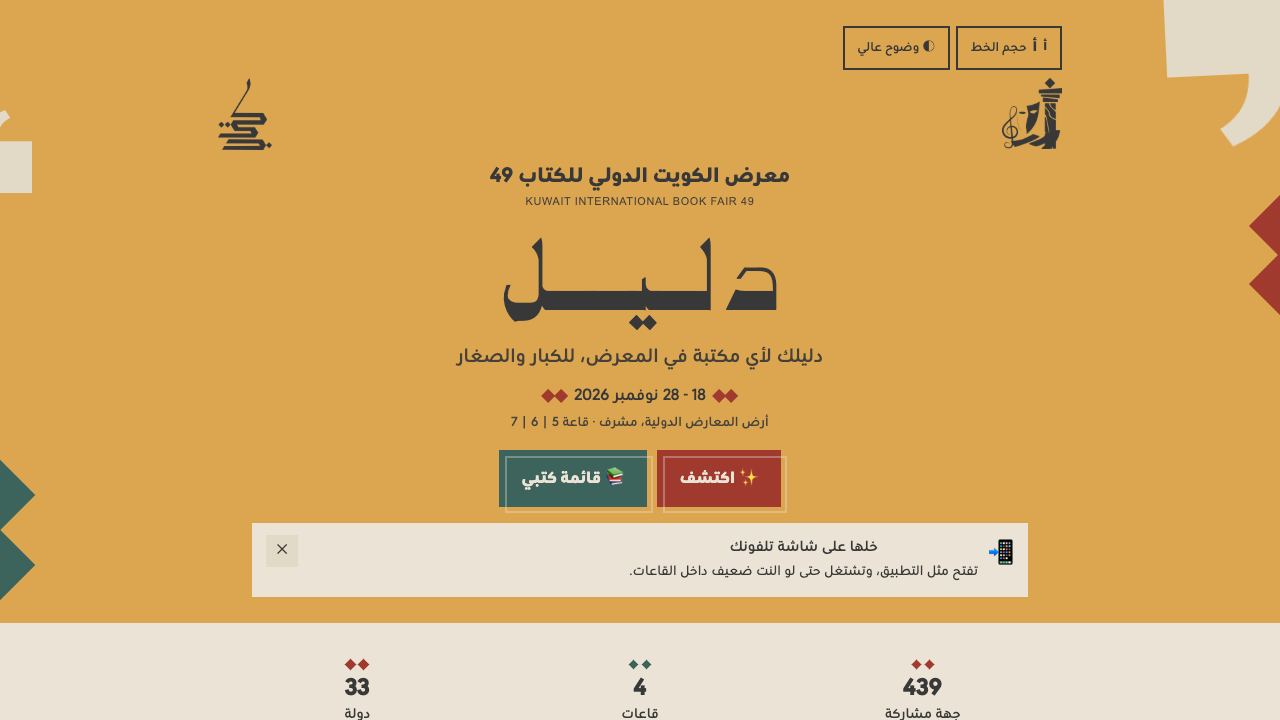 أ أ حجم الخط
◐ وضوح عالي
معرض الكويت الدولي للكتاب 49
KUWAIT INTERNATIONAL BOOK FAIR 49
دليل
دليلك لأي مكتبة في المعرض، للكبار والصغار
18 - 28 نوفمبر 2026
أرض المعارض الدولية، مشرف · قاعة 5 | 6 | 7
✨ اكتشف
📚 قائمة كتبي
خلها على شاشة تلفونك
×
تفتح مثل التطبيق، وتشتغل حتى لو النت ضعيف داخل القاعات.
439
جهة مشاركة
4
قاعات
33
دولة